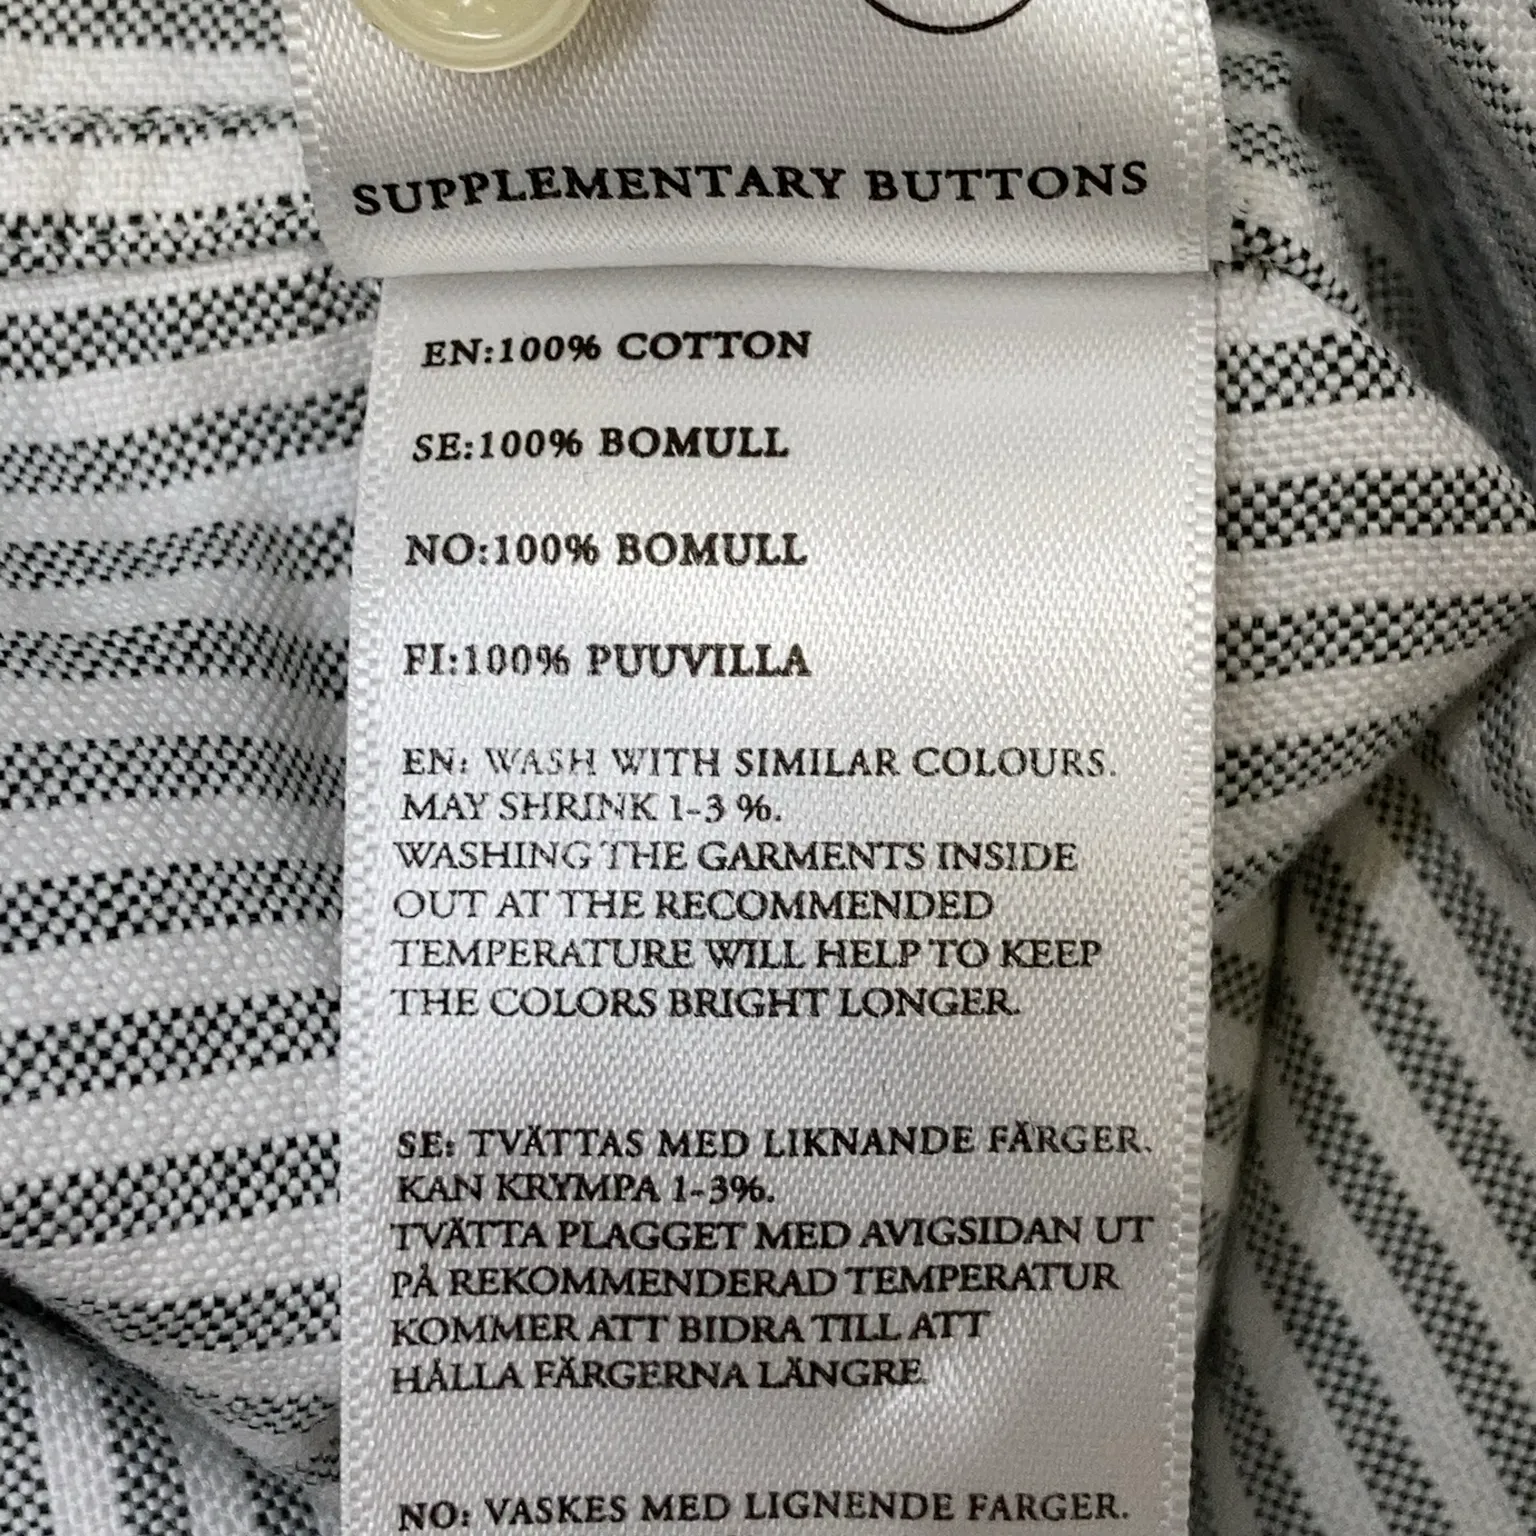 SUPPLEMENTARY BUTTONS
EN:100% COTTON
SE:100% BOMULL
NO:100% BOMULL
FI:100% PUUVILLA
EN: WASH WITH SIMILAR COLOURS.
MAY SHRINK 1-3 %.
WASHING THE GARMENTS INSIDE
OUT AT THE RECOMMENDED
TEMPERATURE WILL HELP TO KEEP
THE COLORS BRIGHT LONGER.
SE: TVÄTTAS MED LIKNANDE FÄRGER.
KAN KRYMPA 1-3%.
TVÄTTA PLAGGET MED AVIGSIDAN UT
PÅ REKOMMENDERAD TEMPERATUR
KOMMER ATT BIDRA TILL ATT
HÅLLA FÄRGERNA LÄNGRE.
NO: VASKES MED LIGNENDE FARGER.